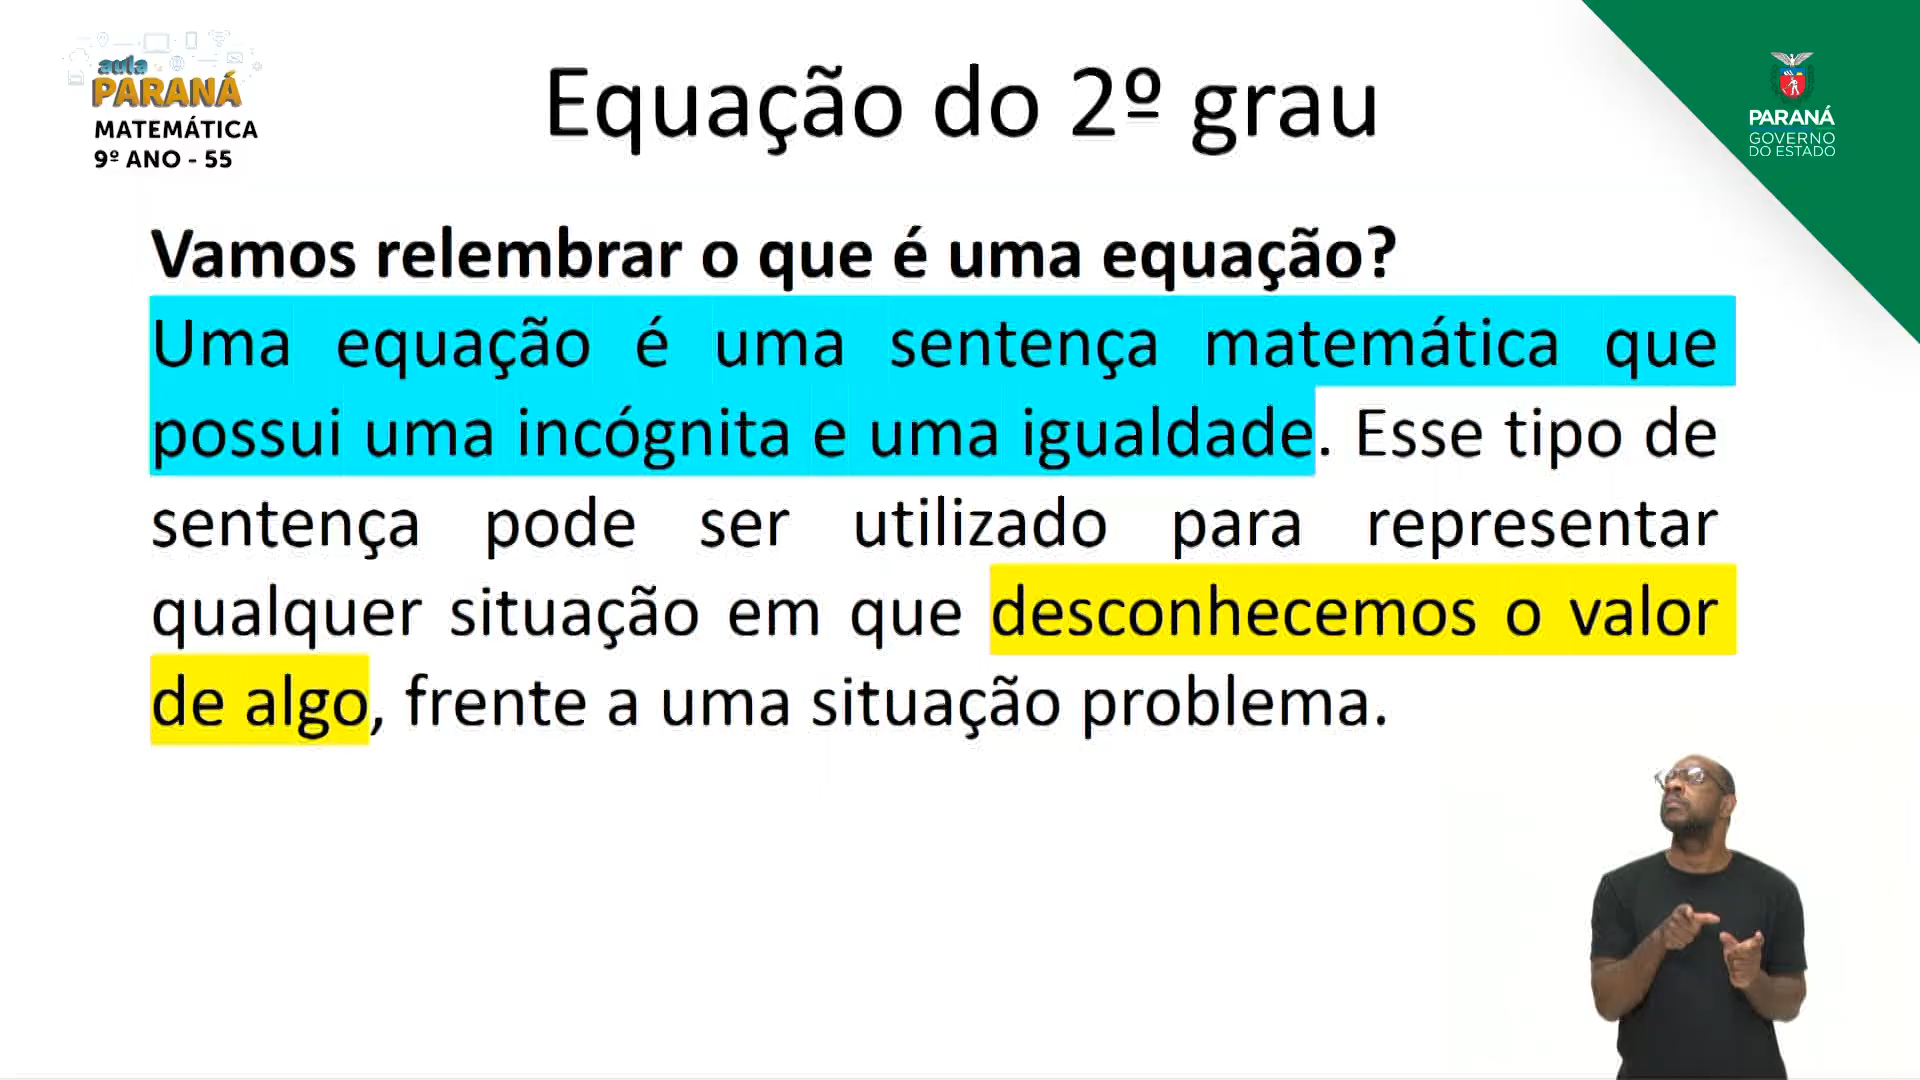 aula
PARANÁ
MATEMÁTICA
9º ANO - 55
Equação do 2º grau
PARANÁ
GOVERNO
DO ESTADO
Vamos relembrar o que é uma equação?
Uma equação é uma sentença matemática que
possui uma incógnita e uma igualdade. Esse tipo de
sentença pode ser utilizado para representar
qualquer situação em que desconhecemos o valor
de algo, frente a uma situação problema.